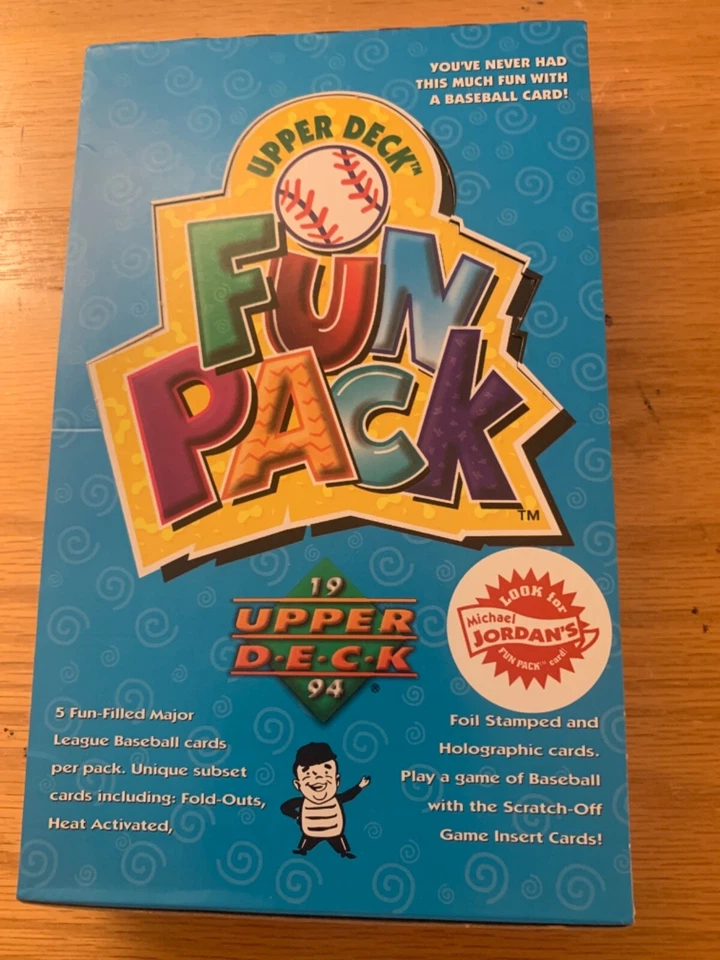 YOU'VE NEVER HAD
THIS MUCH FUN WITH
A BASEBALL CARD!
UPPER DECK™
FUN
PACK
TM
19
UPPER
D·E·C·K
94
®
LOOK for
Michael
JORDAN'S
FUN PACK™ card!
5 Fun-Filled Major
League Baseball cards
per pack. Unique subset
cards including: Fold-Outs,
Heat Activated,
Foil Stamped and
Holographic cards.
Play a game of Baseball
with the Scratch-Off
Game Insert Cards!